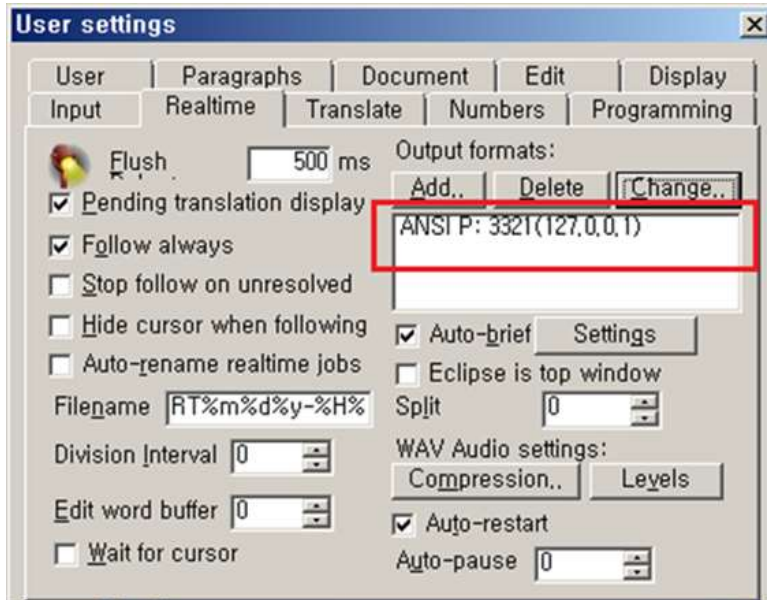 User settings
User Paragraphs Document Edit Display
Input Realtime Translate Numbers Programming
Flush 500 ms
Pending translation display
Follow always
Stop follow on unresolved
Hide cursor when following
Auto-rename realtime jobs
Filename RT%m%d%y-%H%
Division Interval 0
Edit word buffer 0
Wait for cursor
Output formats:
Add.. Delete Change..
ANSI P: 3321(127.0.0.1)
Auto-brief Settings
Eclipse is top window
Split 0
WAV Audio settings:
Compression.. Levels
Auto-restart
Auto-pause 0